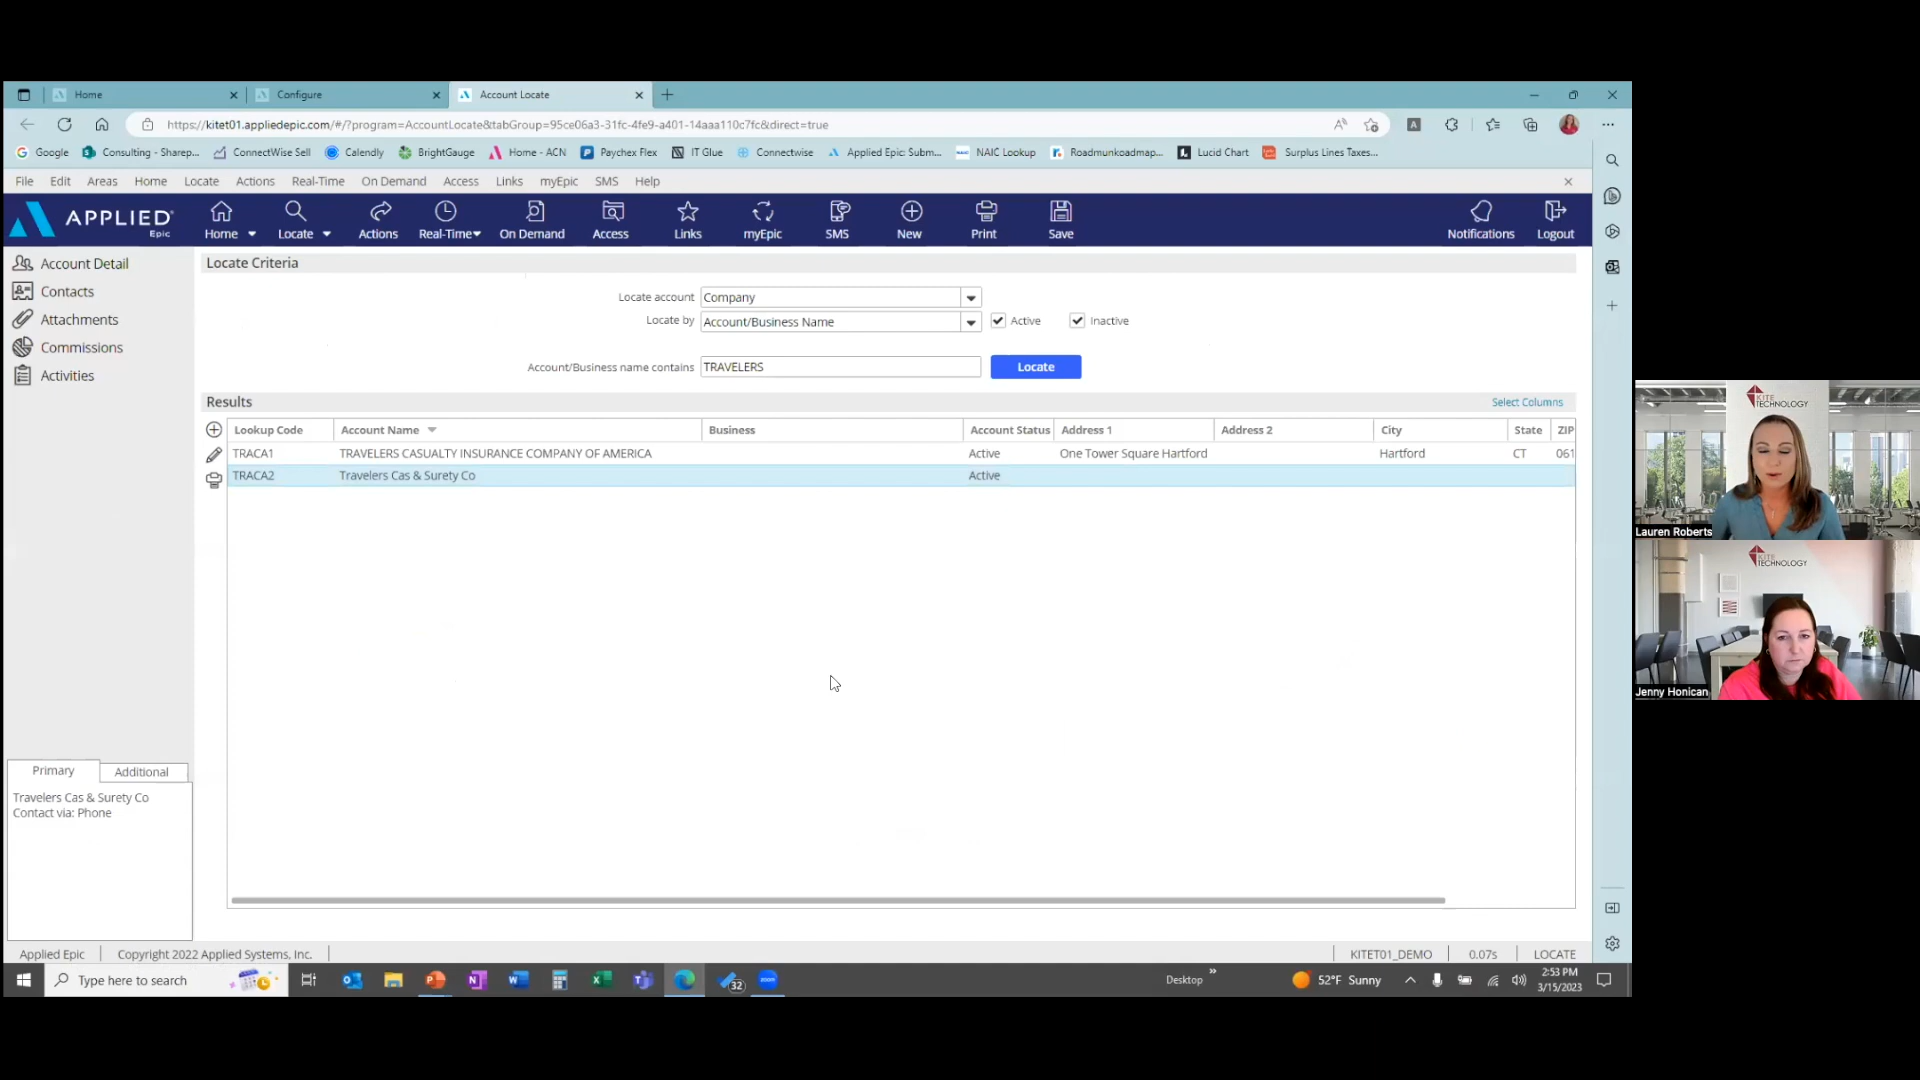 Home
Configure
Account Locate
https://kitet01.appliedepic.com/#/?program=AccountLocate&tabGroup=95ce06a3-31fc-4fe9-a401-14aaa110c7fc&direct=true
Google Consulting - Sharep... ConnectWise Sell Calendly BrightGauge Home - ACN Paychex Flex IT Glue Connectwise Applied Epic: Subm... NAIC Lookup Roadmunkroadmap... Lucid Chart Surplus Lines Taxes...
File Edit Areas Home Locate Actions Real-Time On Demand Access Links myEpic SMS Help
APPLIED
Epic
Home Locate Actions Real-Time On Demand Access Links myEpic SMS New Print Save Notifications Logout
Account Detail
Contacts
Attachments
Commissions
Activities
Locate Criteria
Locate account Company
Locate by Account/Business Name Active Inactive
Account/Business name contains TRAVELERS Locate
Results Select Columns
Lookup Code Account Name Business Account Status Address 1 Address 2 City State ZIP
TRACA1 TRAVELERS CASUALTY INSURANCE COMPANY OF AMERICA Active One Tower Square Hartford Hartford CT 061
TRACA2 Travelers Cas & Surety Co Active
KITE
TECHNOLOGY
Lauren Roberts
KITE
TECHNOLOGY
Jenny Honican
Primary Additional
Travelers Cas & Surety Co
Contact via: Phone
Applied Epic Copyright 2022 Applied Systems, Inc. KITET01_DEMO 0.07s LOCATE
Type here to search 32 Desktop 52°F Sunny 2:53 PM
3/15/2023